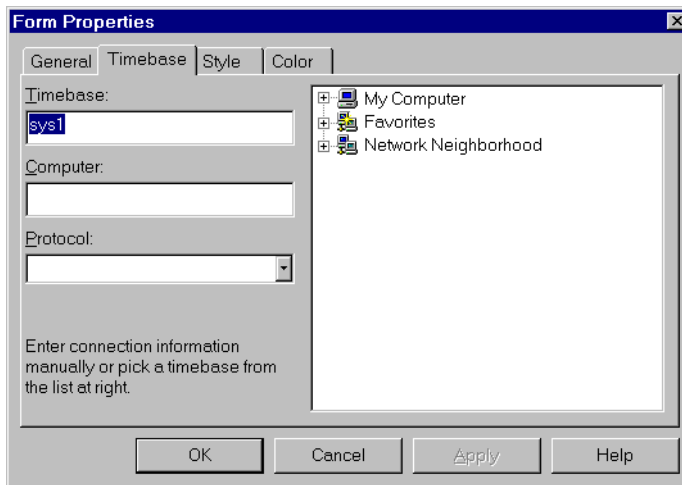 Form Properties
General Timebase Style Color
Timebase:
sys1
Computer:
Protocol:
Enter connection information
manually or pick a timebase from
the list at right.
My Computer
Favorites
Network Neighborhood
OK Cancel Apply Help